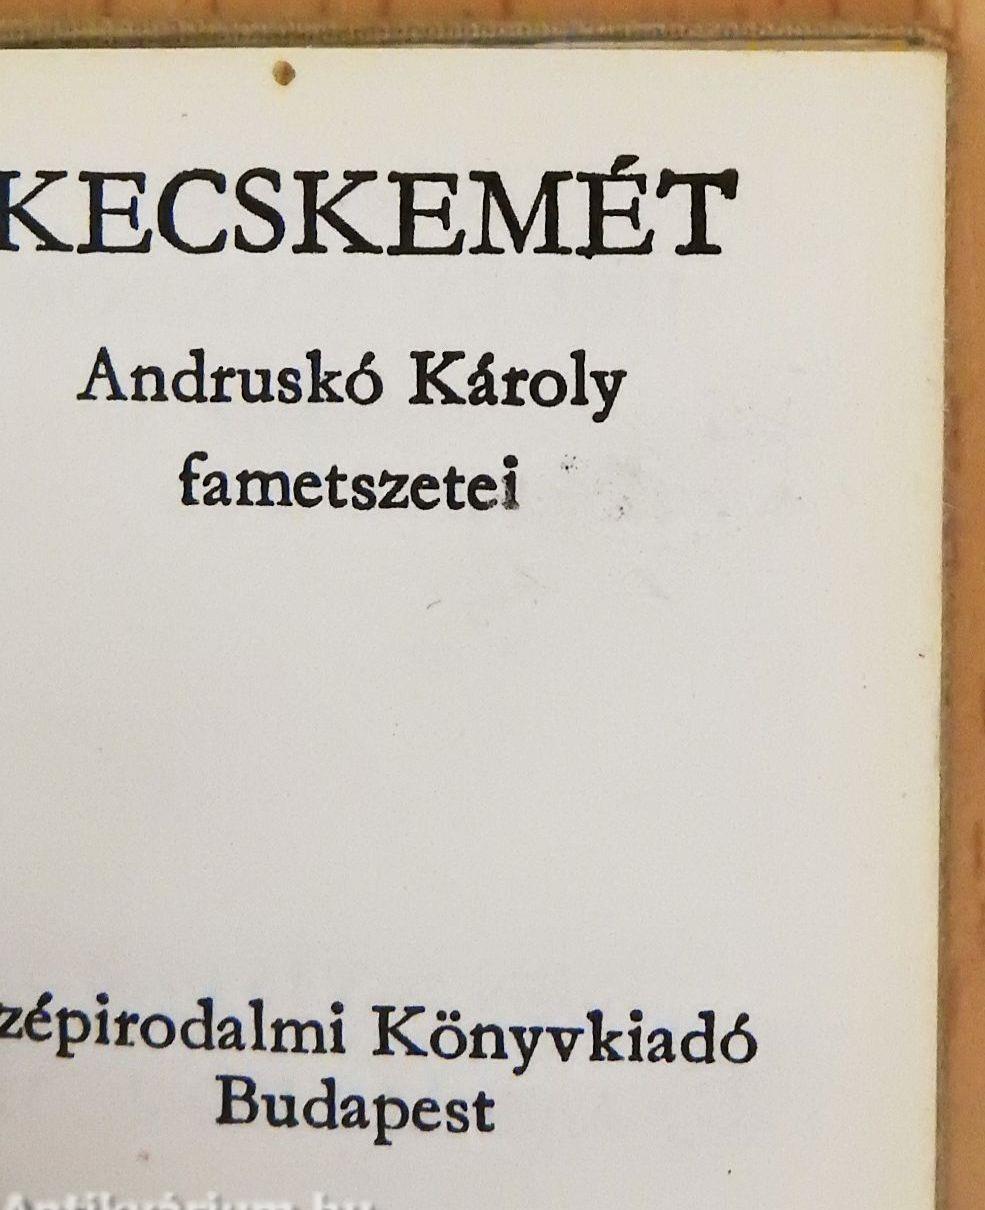 KECSKEMÉT
Andruskó Károly
fametszetei
zépirodalmi Könyvkiadó
Budapest